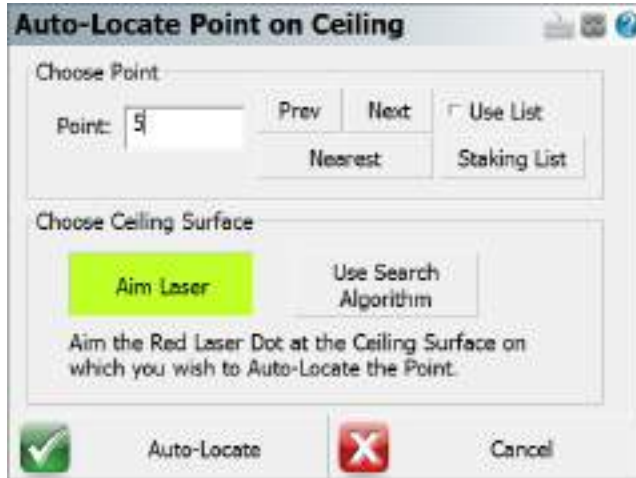 Auto-Locate Point on Ceiling
Choose Point
Point: 5 Prev Next Use List
Nearest Staking List
Choose Ceiling Surface
Aim Laser Use Search
Algorithm
Aim the Red Laser Dot at the Ceiling Surface on
which you wish to Auto-Locate the Point.
Auto-Locate Cancel